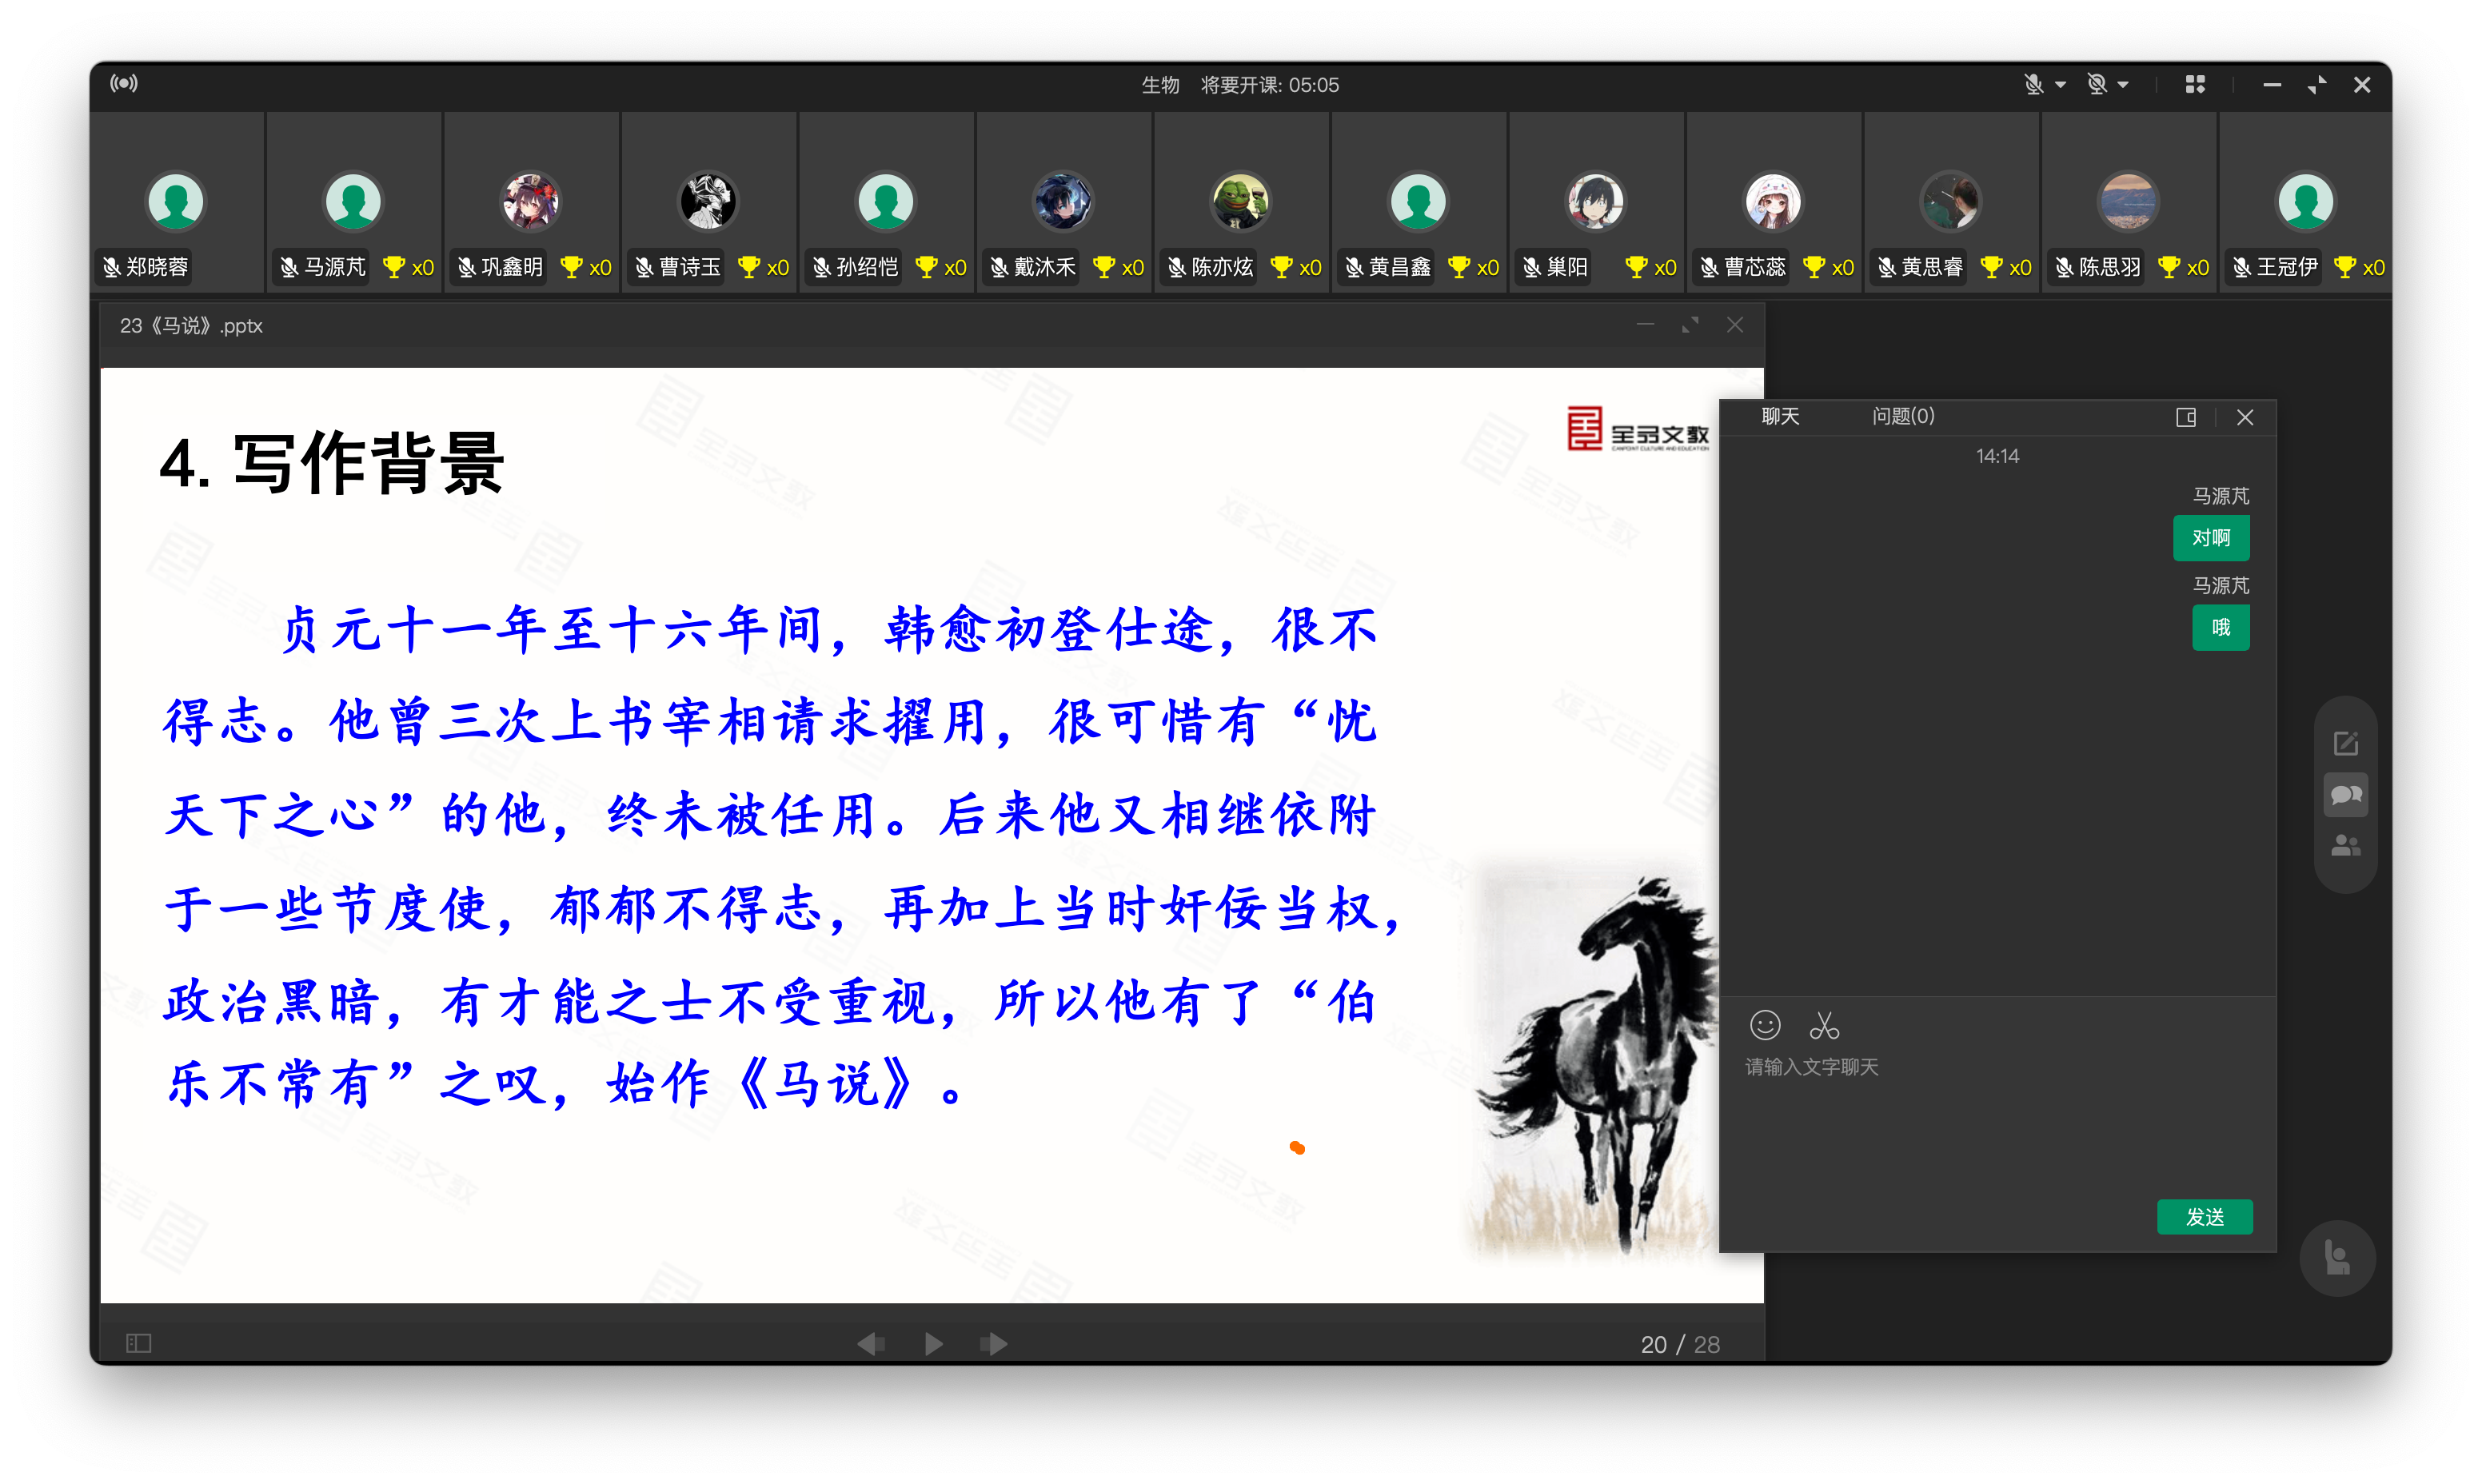 生物 将要开课: 05:05
郑晓蓉
马源芃 x0
巩鑫明 x0
曹诗玉 x0
孙绍恺 x0
戴沐禾 x0
陈亦炫 x0
黄昌鑫 x0
巢阳 x0
曹芯蕊 x0
黄思睿 x0
陈思羽 x0
王冠伊 x0
23《马说》.pptx
全品文教
CANPOINT CULTURE AND EDUCATION
4. 写作背景
贞元十一年至十六年间，韩愈初登仕途，很不
得志。他曾三次上书宰相请求擢用，很可惜有“忧
天下之心”的他，终未被任用。后来他又相继依附
于一些节度使，郁郁不得志，再加上当时奸佞当权，
政治黑暗，有才能之士不受重视，所以他有了“伯
乐不常有”之叹，始作《马说》。
20 / 28
聊天 问题(0)
14:14
马源芃
对啊
马源芃
哦
请输入文字聊天
发送